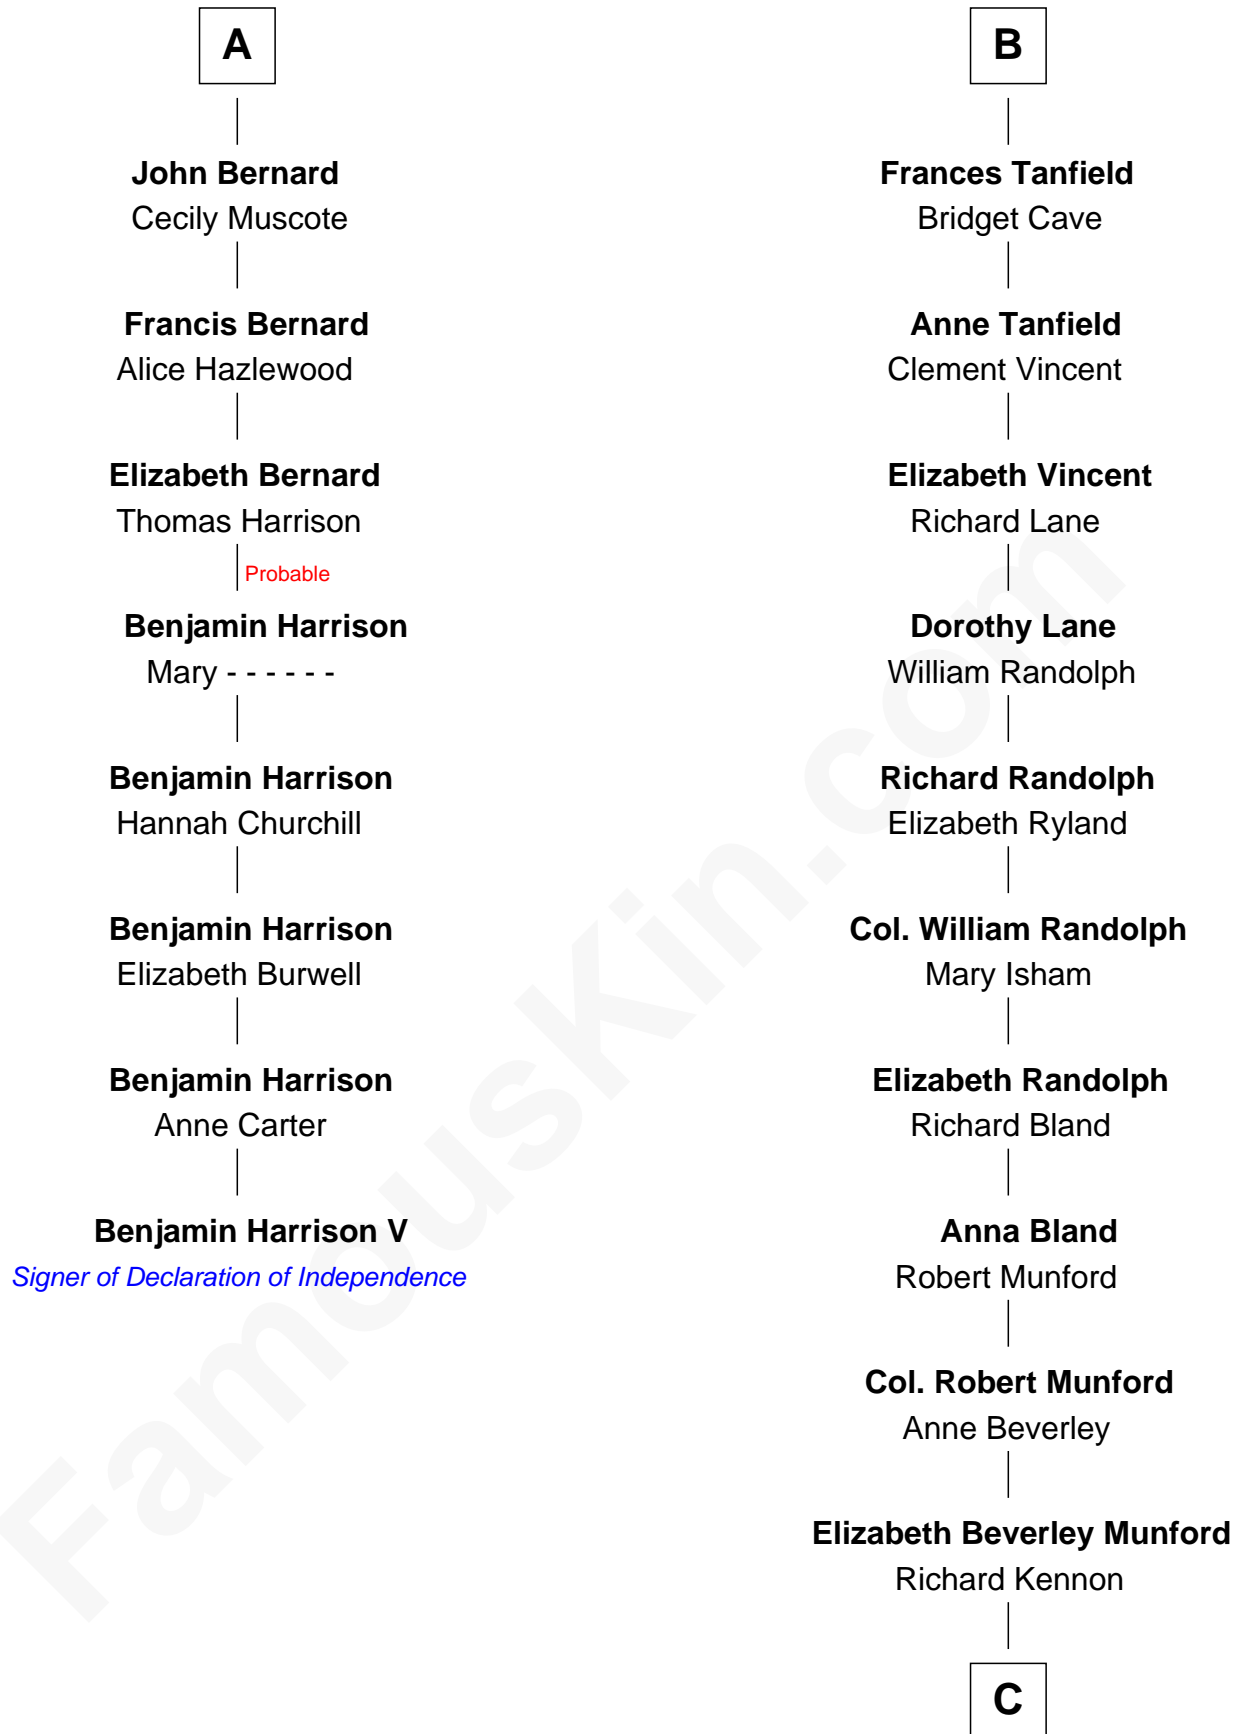 A
John Bernard
Cecily Muscote
Francis Bernard
Alice Hazlewood
Elizabeth Bernard
Thomas Harrison
Probable
Benjamin Harrison
Mary - - - - - -
Benjamin Harrison
Hannah Churchill
Benjamin Harrison
Elizabeth Burwell
Benjamin Harrison
Anne Carter
Benjamin Harrison V
Signer of Declaration of Independence
B
Frances Tanfield
Bridget Cave
Anne Tanfield
Clement Vincent
Elizabeth Vincent
Richard Lane
Dorothy Lane
William Randolph
Richard Randolph
Elizabeth Ryland
Col. William Randolph
Mary Isham
Elizabeth Randolph
Richard Bland
Anna Bland
Robert Munford
Col. Robert Munford
Anne Beverley
Elizabeth Beverley Munford
Richard Kennon
C
FamousKin.com